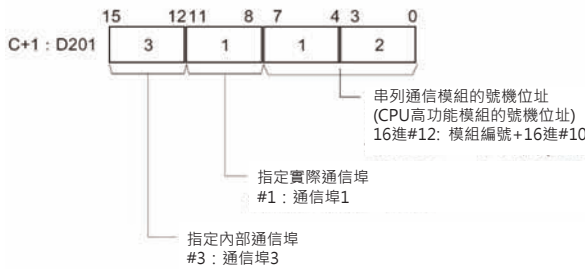 15 12 11 8 7 4 3 0
C+1 : D201 3 1 1 2
串列通信模組的號機位址
(CPU高功能模組的號機位址)
16進#12: 模組編號+16進#10
指定實際通信埠
#1：通信埠1
指定內部通信埠
#3：通信埠3